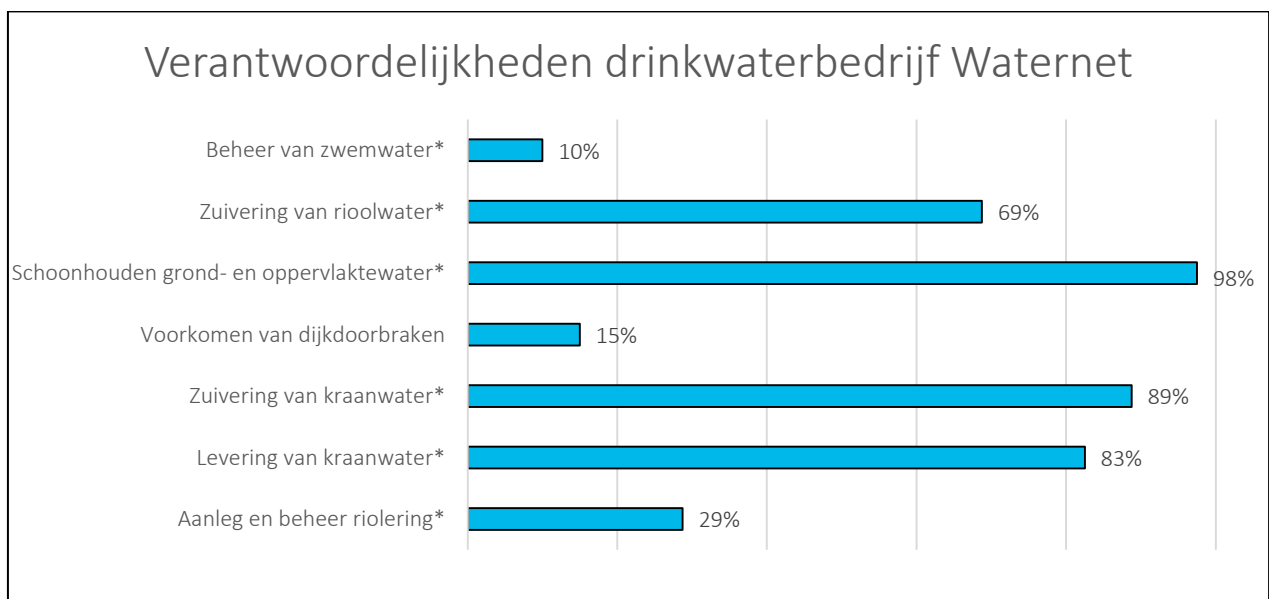 Verantwoordelijkheden drinkwaterbedrijf Waternet
Beheer van zwemwater* 10%
Zuivering van rioolwater* 69%
Schoonhouden grond- en oppervlaktewater* 98%
Voorkomen van dijkdoorbraken 15%
Zuivering van kraanwater* 89%
Levering van kraanwater* 83%
Aanleg en beheer riolering* 29%